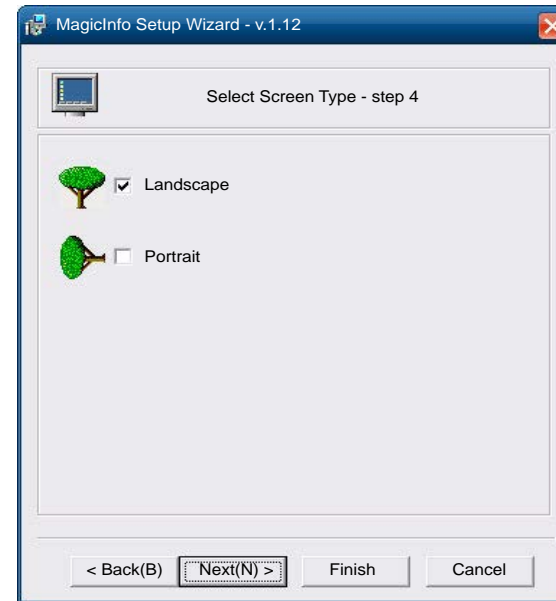 MagicInfo Setup Wizard - v.1.12
Select Screen Type - step 4
Landscape
Portrait
< Back(B) Next(N) > Finish Cancel